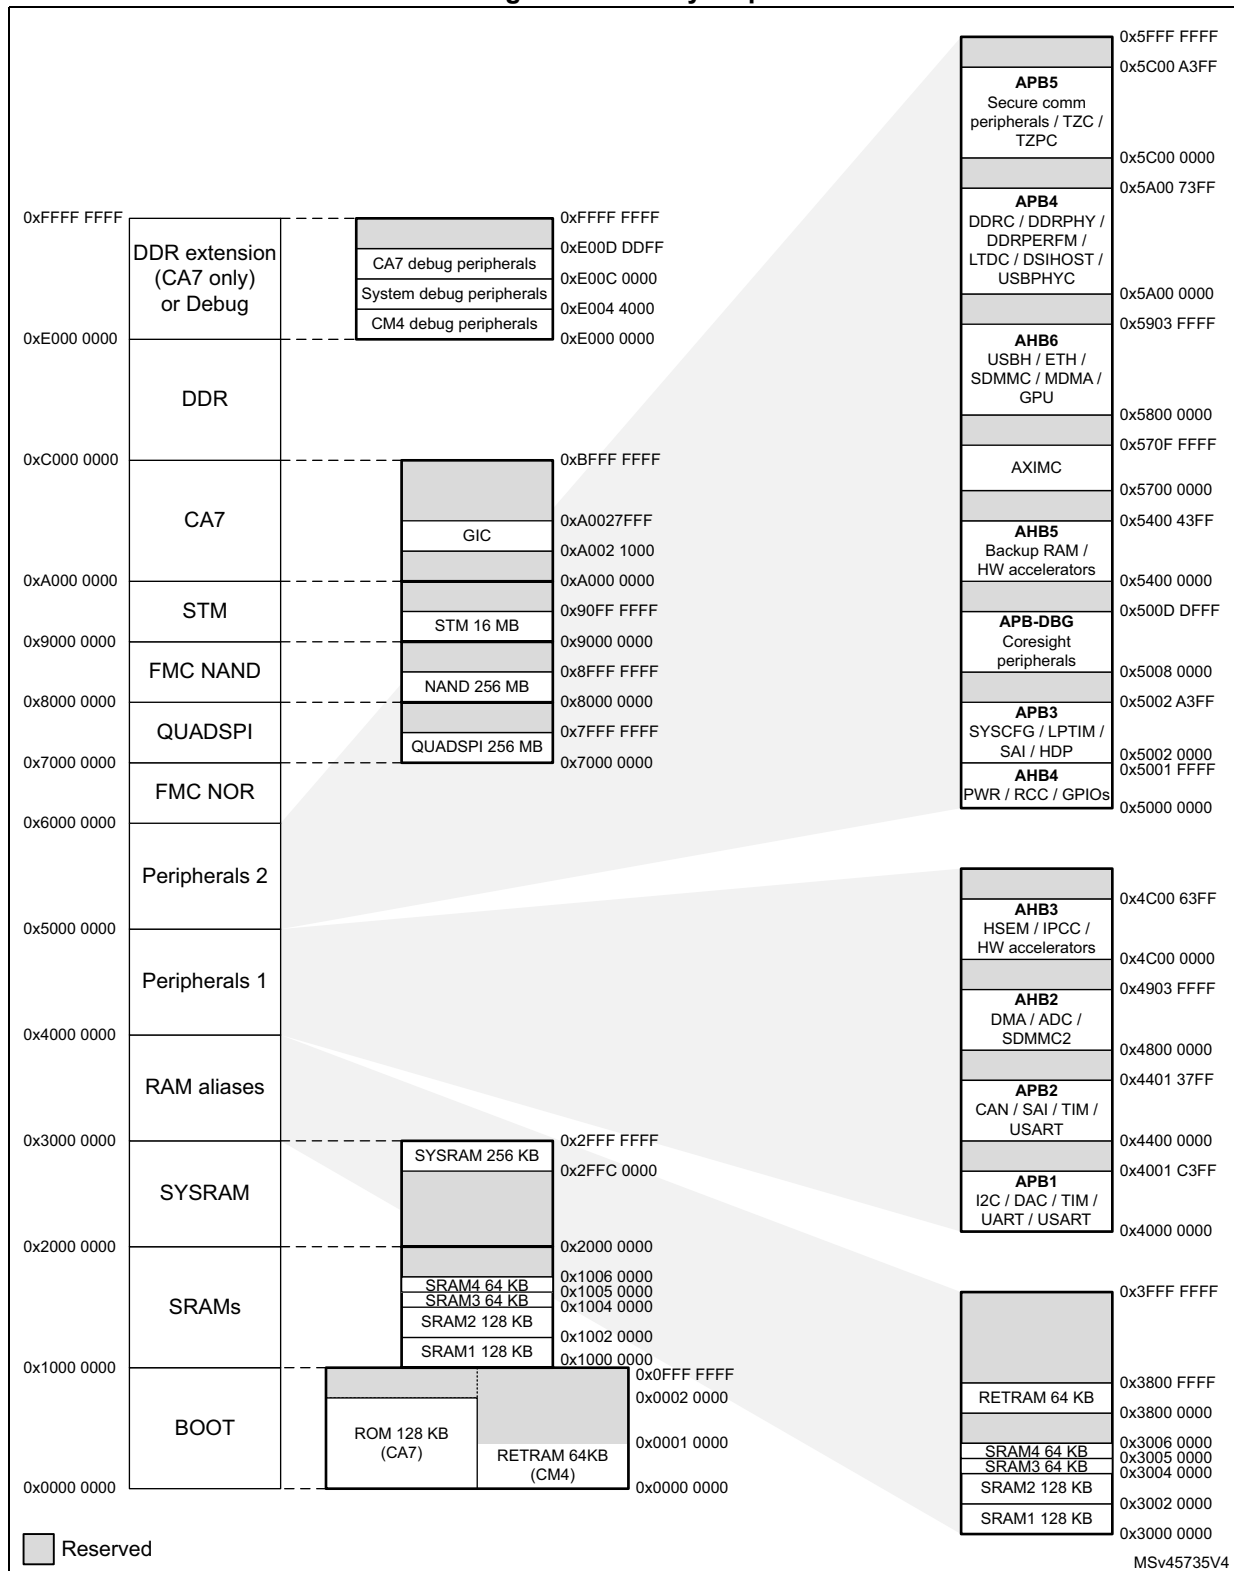 0xFFFF FFFF
DDR extension
(CA7 only)
or Debug
0xE000 0000
DDR
0xC000 0000
CA7
0xA000 0000
STM
0x9000 0000
FMC NAND
0x8000 0000
QUADSPI
0x7000 0000
FMC NOR
0x6000 0000
Peripherals 2
0x5000 0000
Peripherals 1
0x4000 0000
RAM aliases
0x3000 0000
SYSRAM
0x2000 0000
SRAMs
0x1000 0000
BOOT
0x0000 0000
Reserved
0xFFFF FFFF
0xE00D DDFF
CA7 debug peripherals
0xE00C 0000
System debug peripherals
0xE004 4000
CM4 debug peripherals
0xE000 0000
0xBFFF FFFF
0xA0027FFF
GIC
0xA002 1000
0xA000 0000
0x90FF FFFF
STM 16 MB
0x9000 0000
0x8FFF FFFF
NAND 256 MB
0x8000 0000
0x7FFF FFFF
QUADSPI 256 MB
0x7000 0000
0x2FFF FFFF
SYSRAM 256 KB
0x2FFC 0000
0x2000 0000
0x1006 0000
SRAM4 64 KB
0x1005 0000
SRAM3 64 KB
0x1004 0000
SRAM2 128 KB
0x1002 0000
SRAM1 128 KB
0x1000 0000
0x0FFF FFFF
0x0002 0000
ROM 128 KB
(CA7)
0x0001 0000
RETRAM 64KB
(CM4)
0x0000 0000
0x5FFF FFFF
0x5C00 A3FF
APB5
Secure comm
peripherals / TZC /
TZPC
0x5C00 0000
0x5A00 73FF
APB4
DDRC / DDRPHY /
DDRPERFM /
LTDC / DSIHOST /
USBPHYC
0x5A00 0000
0x5903 FFFF
AHB6
USBH / ETH /
SDMMC / MDMA /
GPU
0x5800 0000
0x570F FFFF
AXIMC
0x5700 0000
0x5400 43FF
AHB5
Backup RAM /
HW accelerators
0x5400 0000
0x500D DFFF
APB-DBG
Coresight
peripherals
0x5008 0000
0x5002 A3FF
APB3
SYSCFG / LPTIM /
SAI / HDP
0x5002 0000
0x5001 FFFF
AHB4
PWR / RCC / GPIOs
0x5000 0000
0x4C00 63FF
AHB3
HSEM / IPCC /
HW accelerators
0x4C00 0000
0x4903 FFFF
AHB2
DMA / ADC /
SDMMC2
0x4800 0000
0x4401 37FF
APB2
CAN / SAI / TIM /
USART
0x4400 0000
0x4001 C3FF
APB1
I2C / DAC / TIM /
UART / USART
0x4000 0000
0x3FFF FFFF
0x3800 FFFF
RETRAM 64 KB
0x3800 0000
0x3006 0000
SRAM4 64 KB
0x3005 0000
SRAM3 64 KB
0x3004 0000
SRAM2 128 KB
0x3002 0000
SRAM1 128 KB
0x3000 0000
MSv45735V4